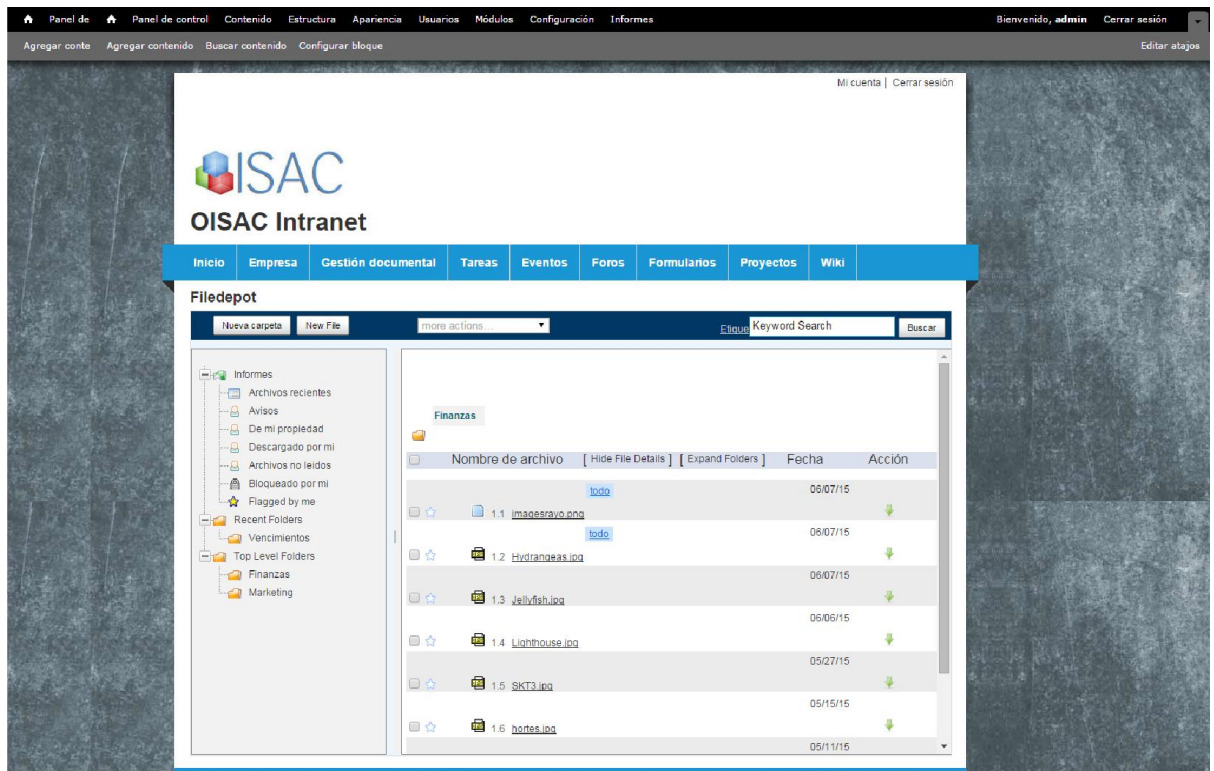 Panel de Panel de control Contenido Estructura Apariencia Usuarios Módulos Configuración Informes Bienvenido, admin Cerrar sesión
Agregar conte Agregar contenido Buscar contenido Configurar bloque Editar atajos
Mi cuenta | Cerrar sesión
ISAC
OISAC Intranet
Inicio Empresa Gestión documental Tareas Eventos Foros Formularios Proyectos Wiki
Filedepot
Nueva carpeta New File more actions... Etique Keyword Search Buscar
Informes
Archivos recientes
Avisos
De mi propiedad
Descargado por mi
Archivos no leidos
Bloqueado por mi
Flagged by me
Recent Folders
Vencimientos
Top Level Folders
Finanzas
Marketing
Finanzas
Nombre de archivo [ Hide File Details ] [ Expand Folders ] Fecha Acción
todo 06/07/15
1.1 imagesrayo.png
todo 06/07/15
1.2 Hydrangeas.jpg
06/07/15
1.3 Jellyfish.jpg
06/06/15
1.4 Lighthouse.jpg
05/27/15
1.5 SKT3.jpg
05/15/15
1.6 hortes.jpg
05/11/15